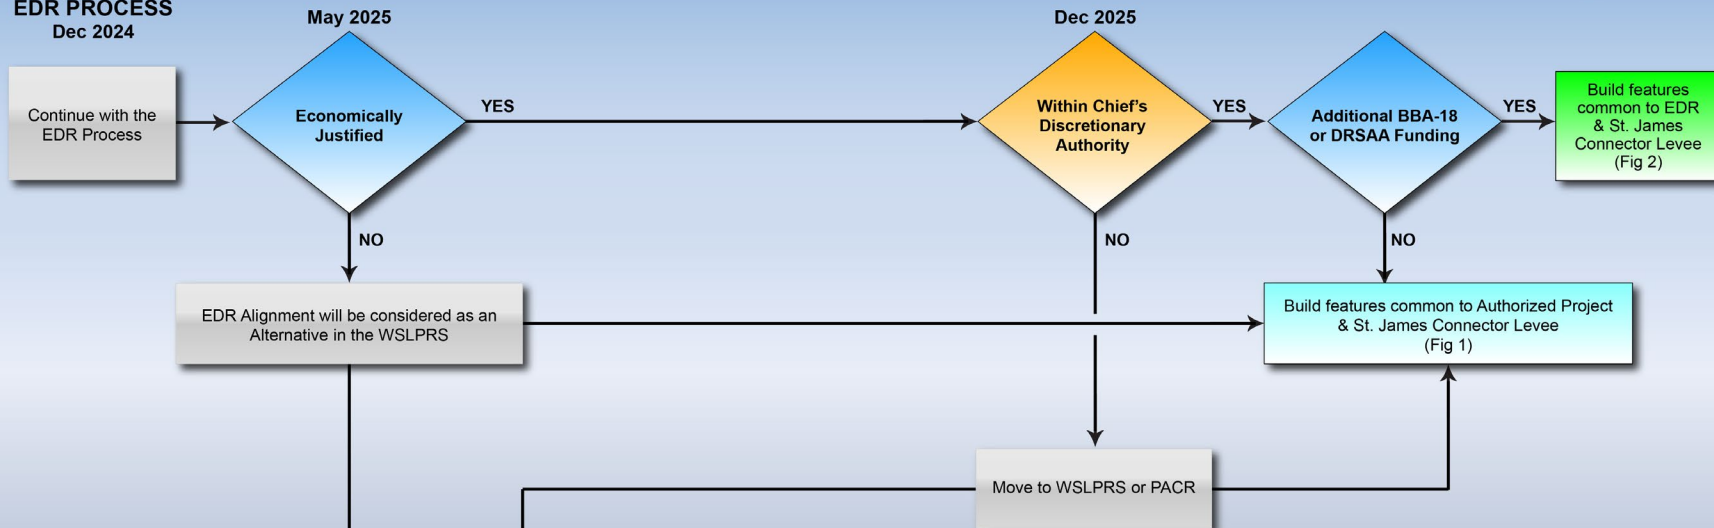 EDR PROCESS
Dec 2024
May 2025
Dec 2025
Continue with the
EDR Process
Economically
Justified
YES
Within Chief's
Discretionary
Authority
YES
Additional BBA-18
or DRSAA Funding
YES
Build features
common to EDR
& St. James
Connector Levee
(Fig 2)
NO
NO
NO
EDR Alignment will be considered as an
Alternative in the WSLPRS
Build features common to Authorized Project
& St. James Connector Levee
(Fig 1)
Move to WSLPRS or PACR